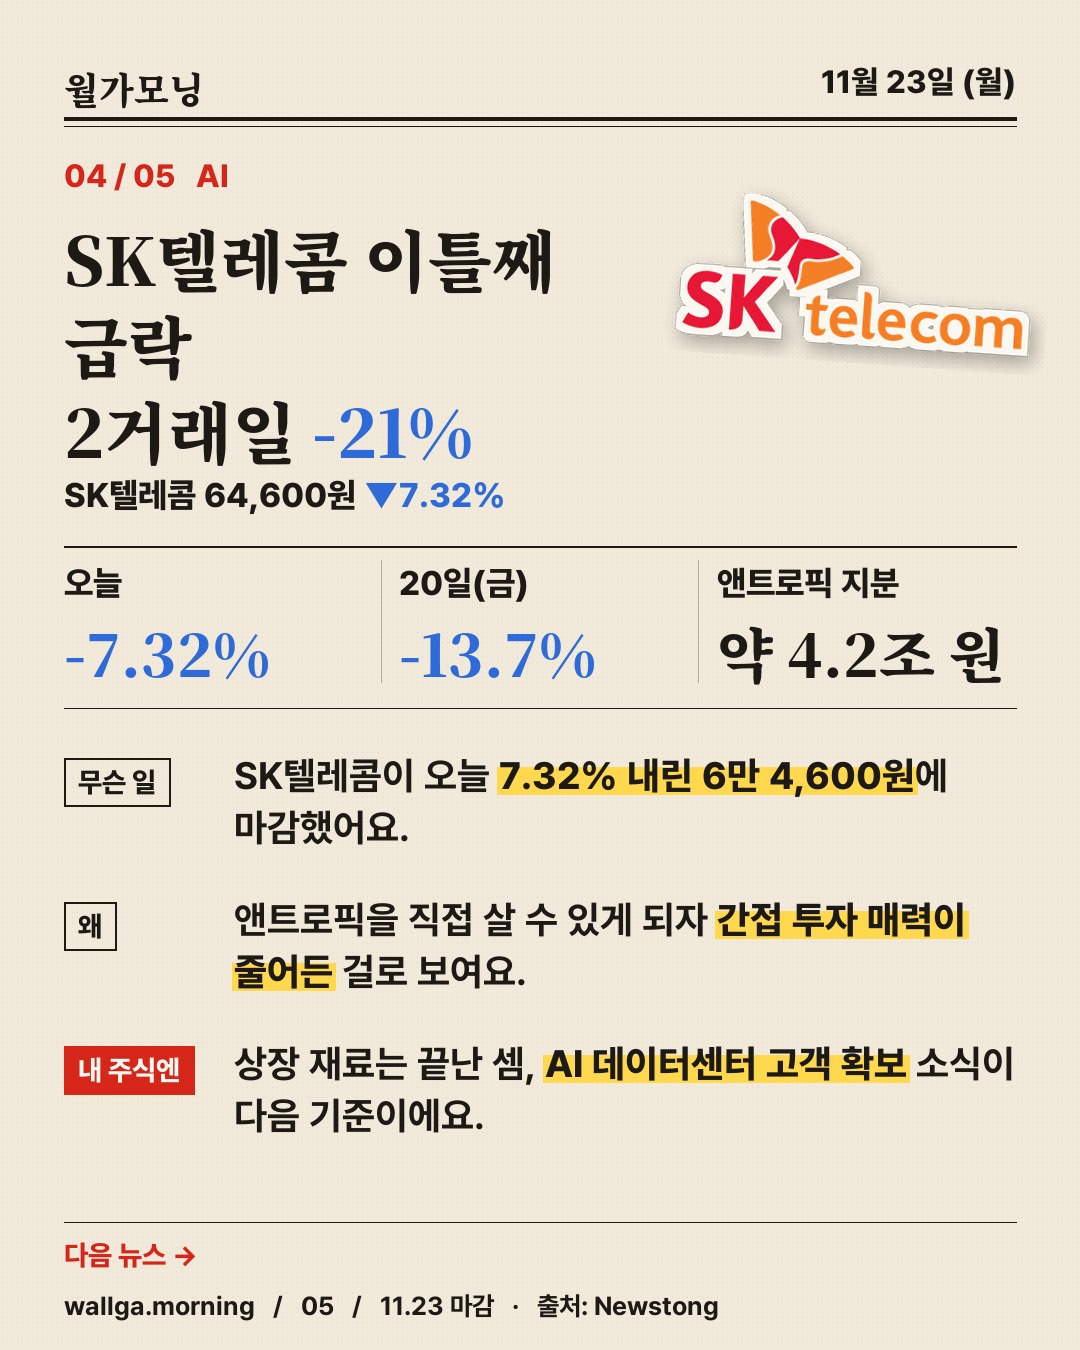 월가모닝
11월 23일 (월)
04 / 05 AI
SK텔레콤 이틀째
급락
2거래일 -21%
SK telecom
SK텔레콤 64,600원 ▼7.32%
오늘
-7.32%
20일(금)
-13.7%
앤트로픽 지분
약 4.2조 원
무슨 일
SK텔레콤이 오늘 7.32% 내린 6만 4,600원에
마감했어요.
왜
앤트로픽을 직접 살 수 있게 되자 간접 투자 매력이
줄어든 걸로 보여요.
내 주식엔
상장 재료는 끝난 셈, AI 데이터센터 고객 확보 소식이
다음 기준이에요.
다음 뉴스 →
wallga.morning / 05 / 11.23 마감 · 출처: Newstong